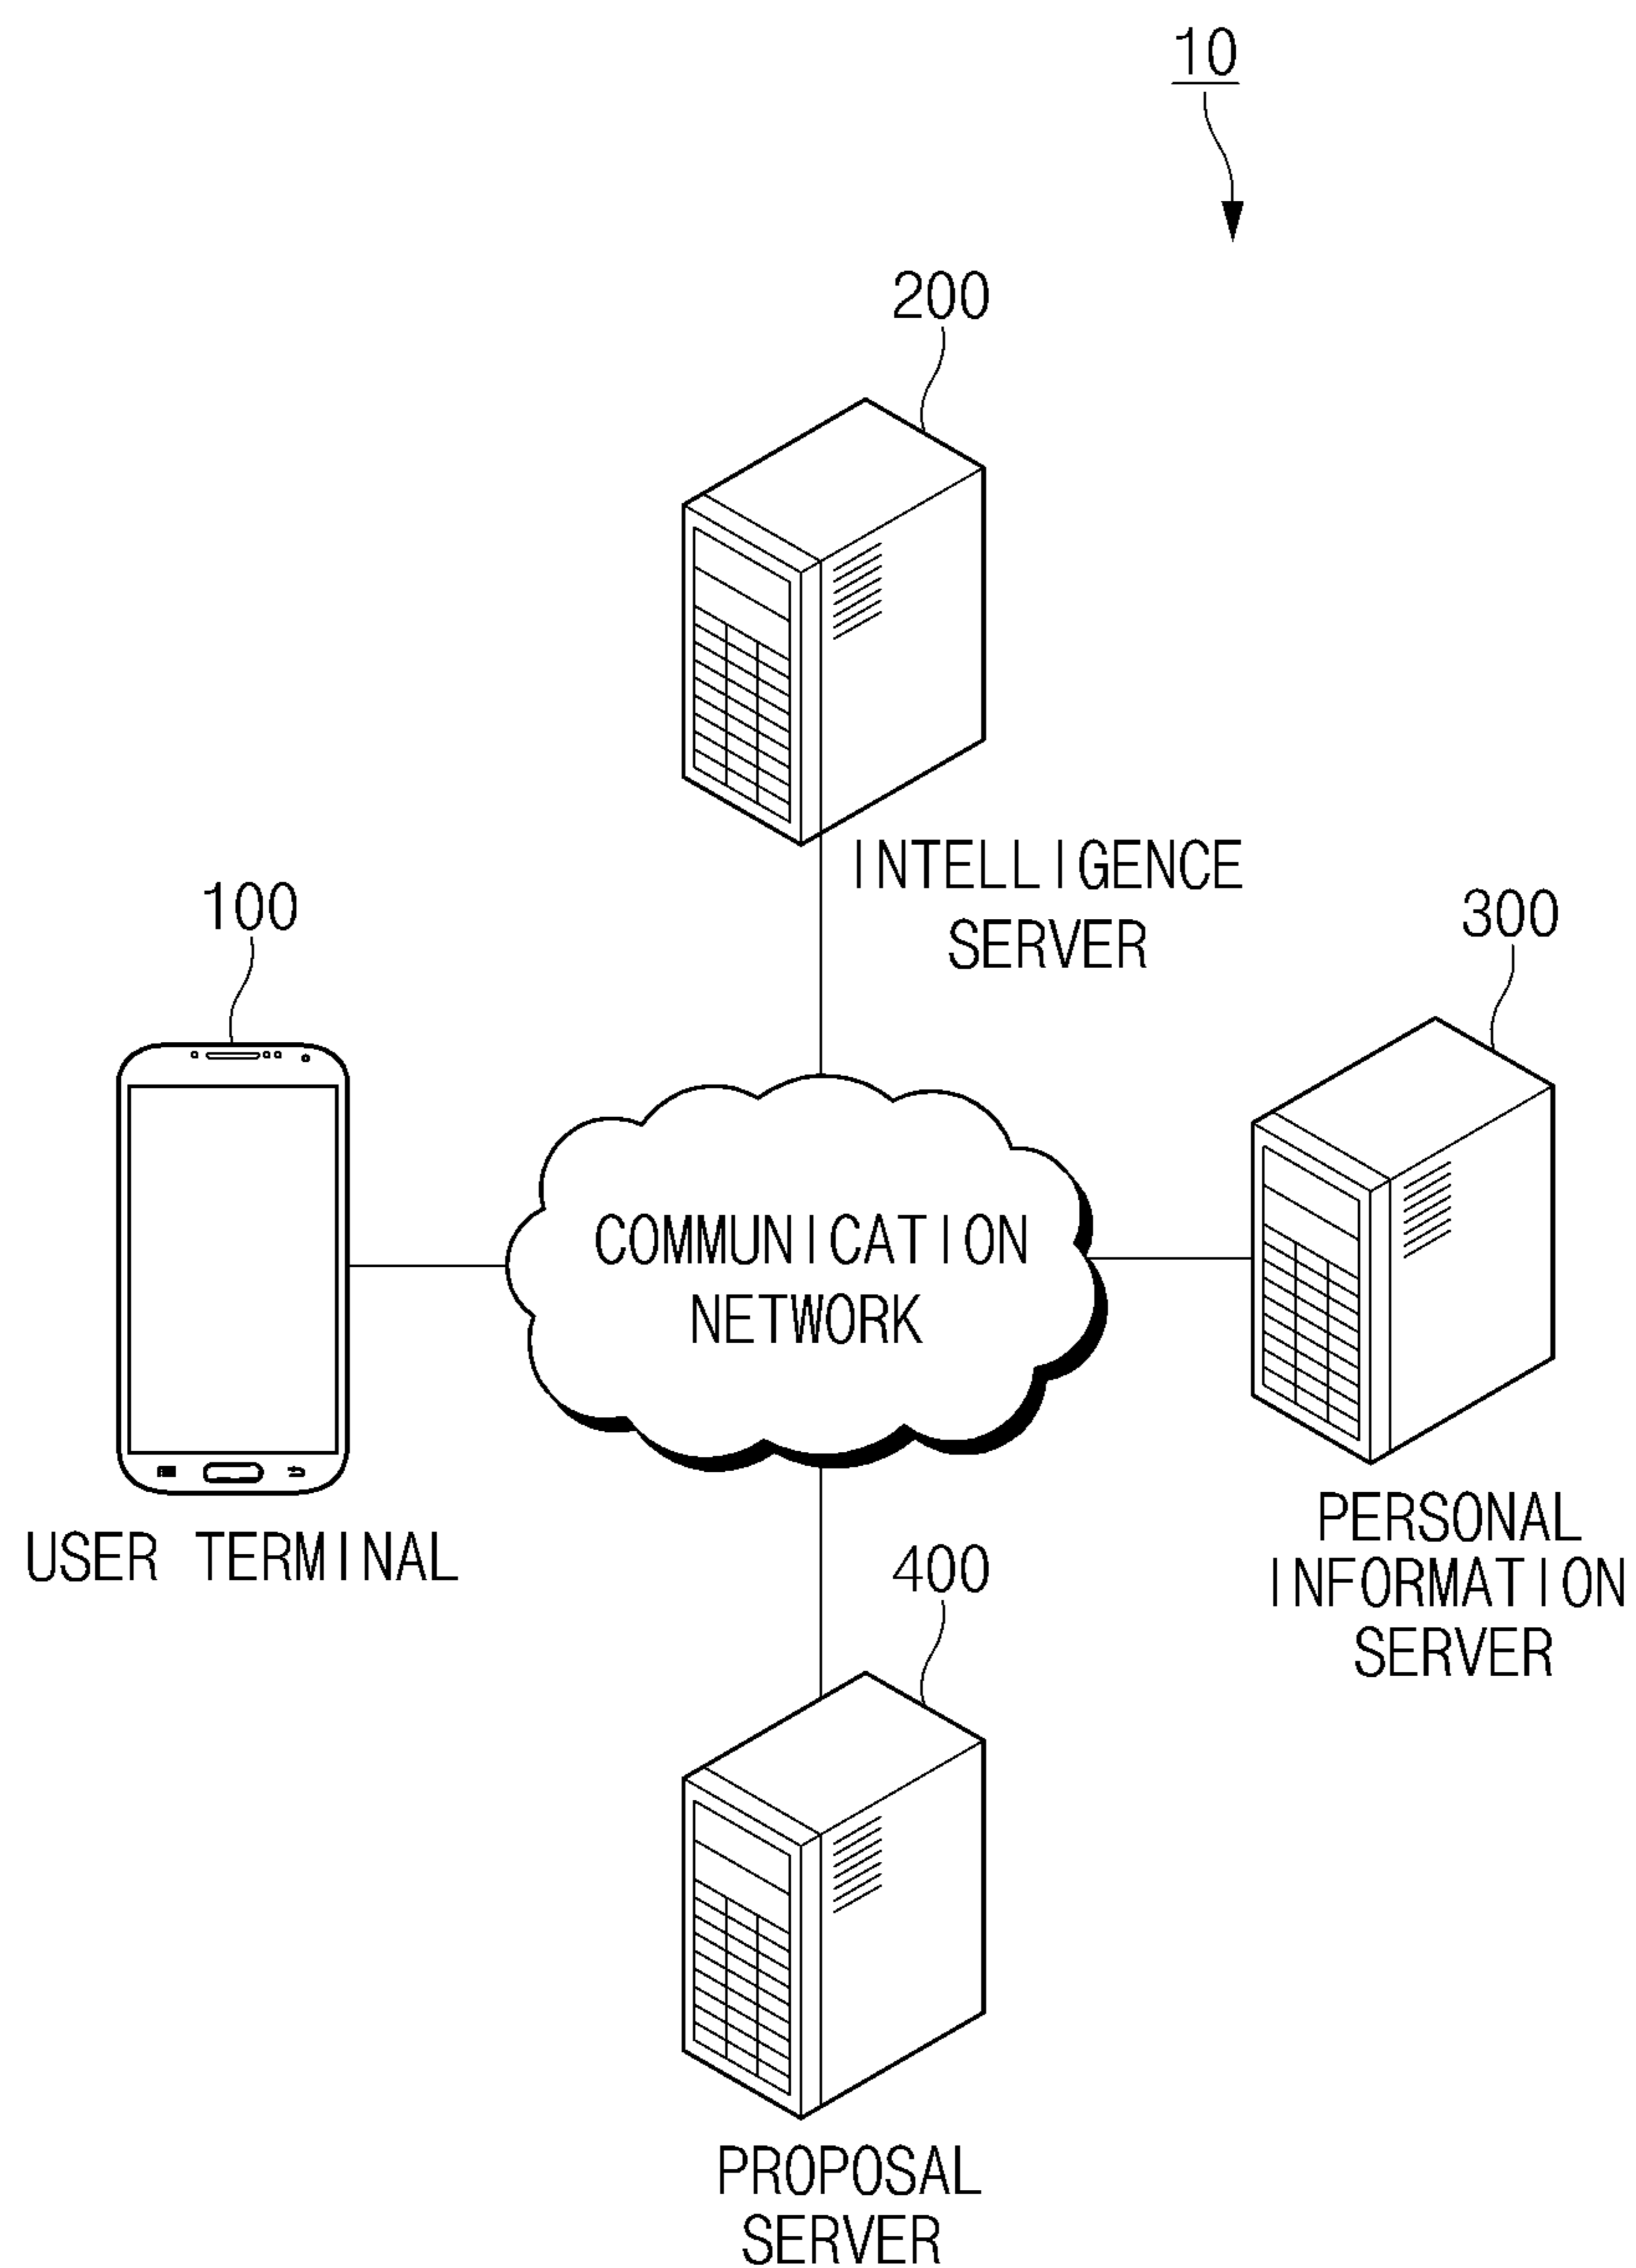 10
200
INTELLIGENCE
SERVER
100
300
COMMUNICATION
NETWORK
USER TERMINAL
PERSONAL
INFORMATION
SERVER
400
PROPOSAL
SERVER